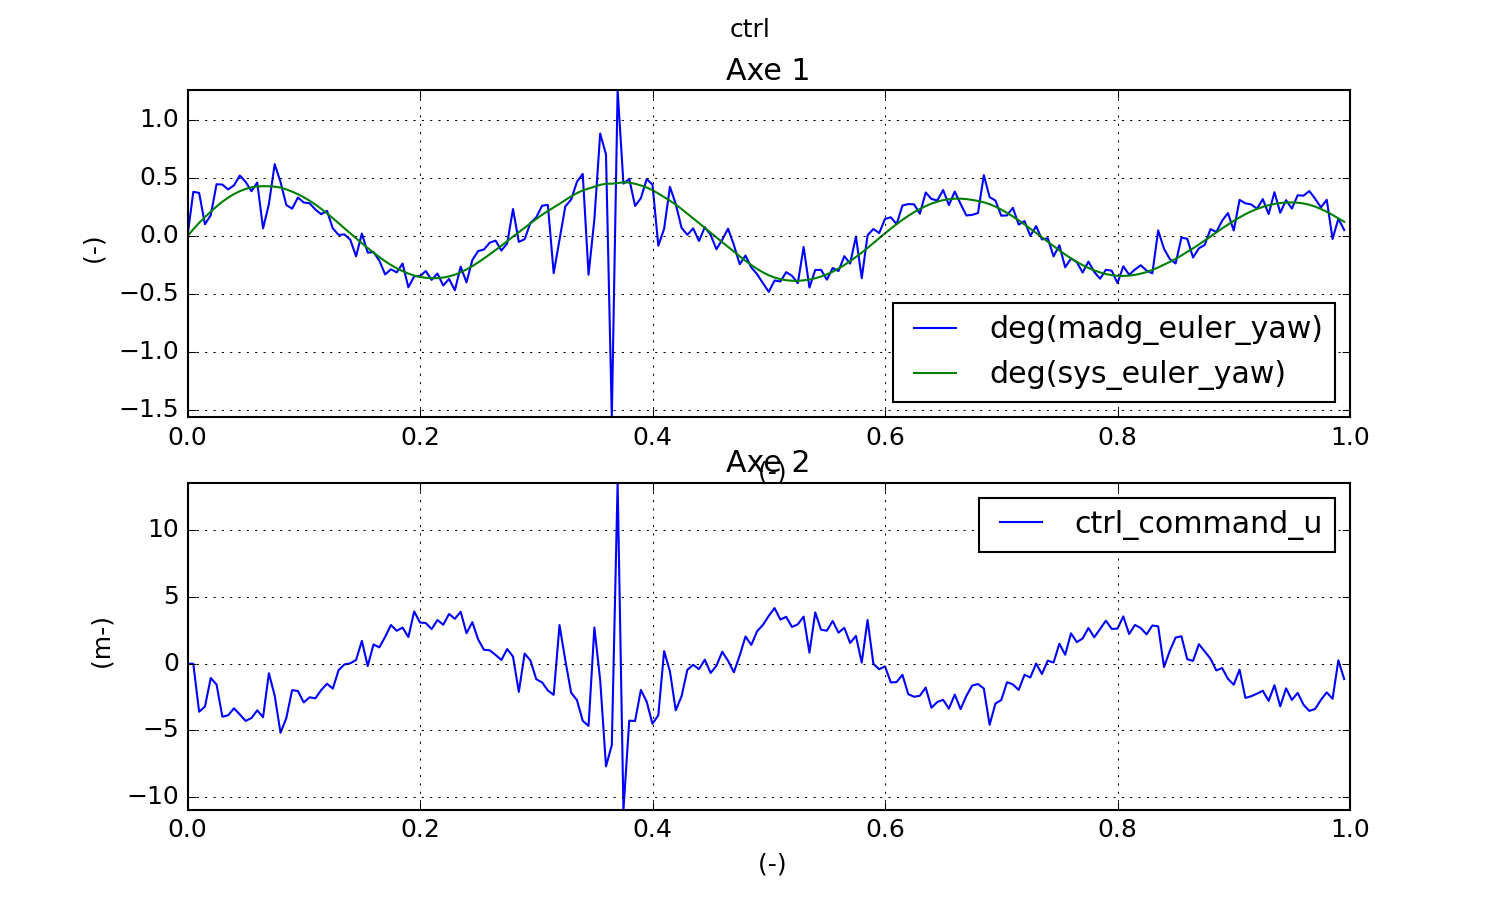 ctrl
Axe 1
1.0
0.5
0.0
−0.5
−1.0
−1.5
(-)
deg(madg_euler_yaw)
deg(sys_euler_yaw)
0.0 0.2 0.4 0.6 0.8 1.0
(-)
Axe 2
10
5
0
−5
−10
(m-)
ctrl_command_u
0.0 0.2 0.4 0.6 0.8 1.0
(-)